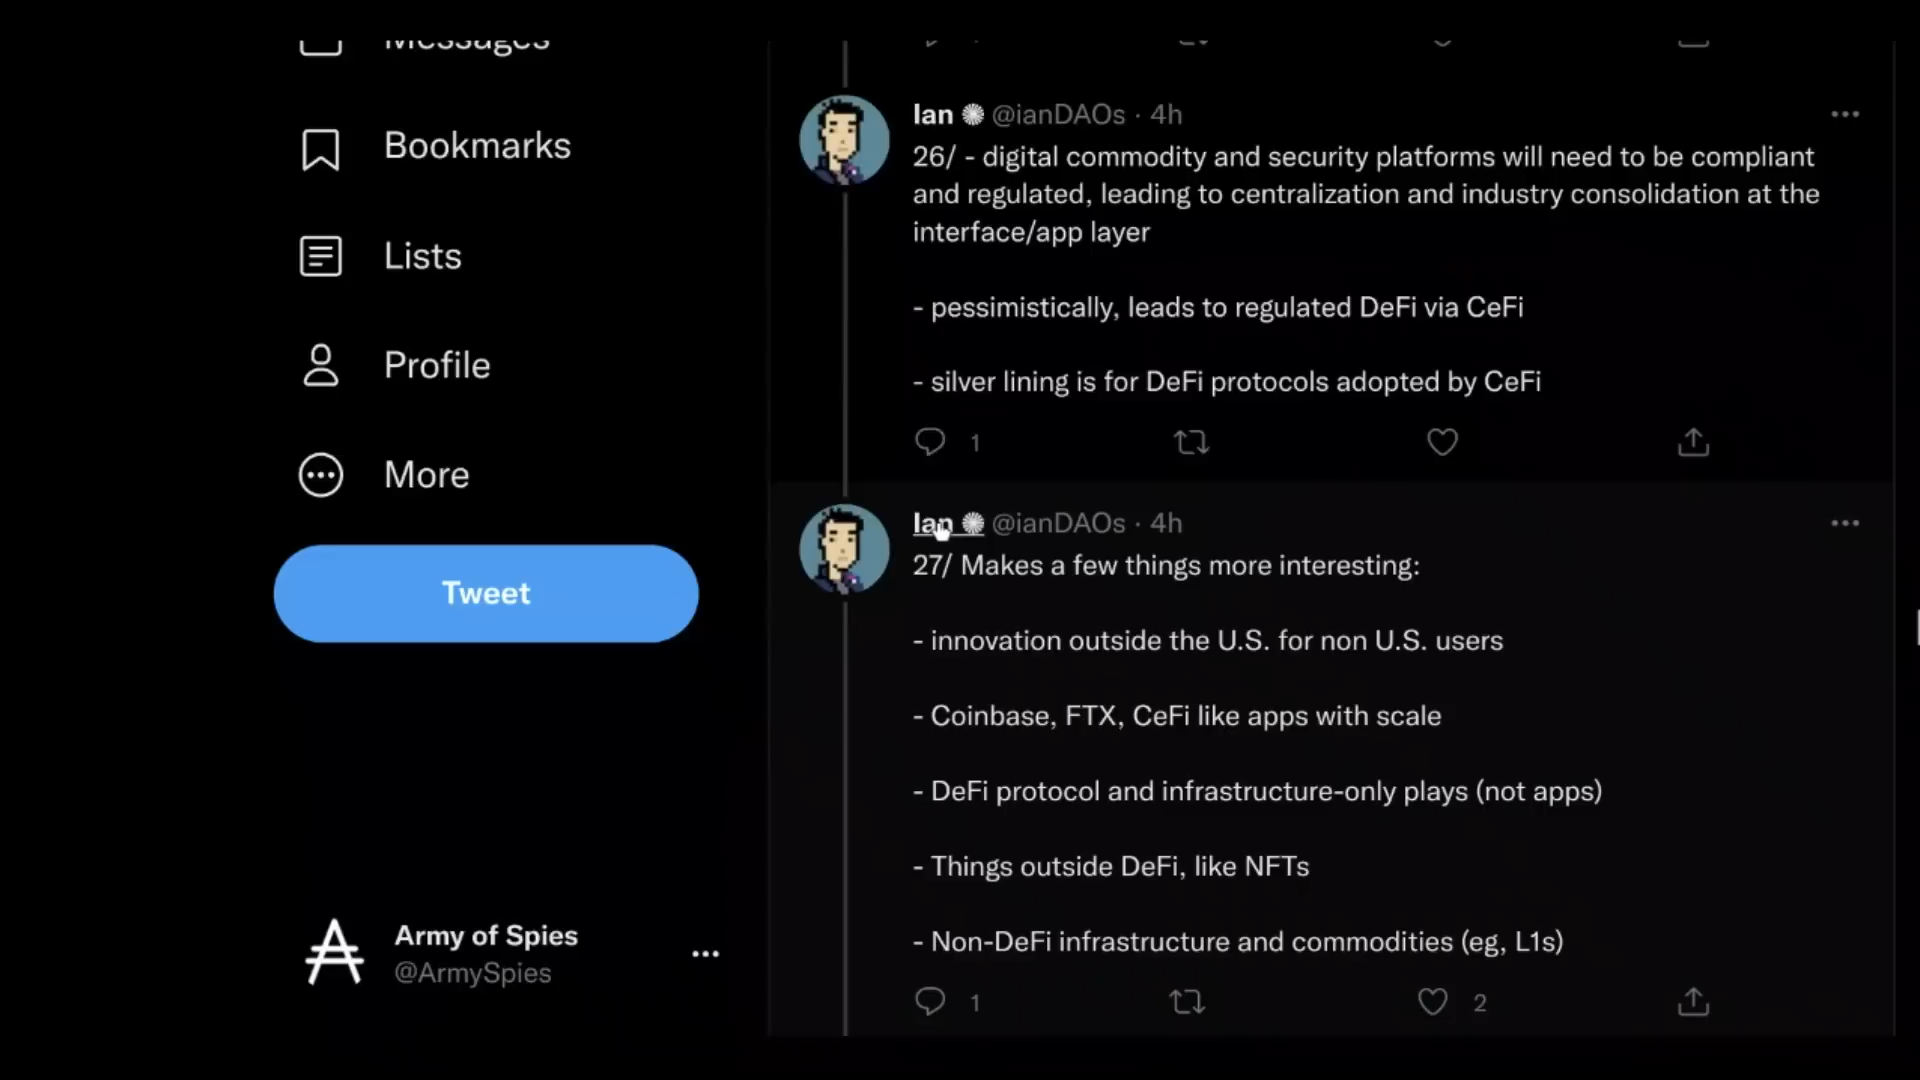 Messages
Bookmarks
Lists
Profile
More
Tweet
Army of Spies
@ArmySpies
Ian @ianDAOs · 4h
26/ - digital commodity and security platforms will need to be compliant
and regulated, leading to centralization and industry consolidation at the
interface/app layer
- pessimistically, leads to regulated DeFi via CeFi
- silver lining is for DeFi protocols adopted by CeFi
1
Ian @ianDAOs · 4h
27/ Makes a few things more interesting:
- innovation outside the U.S. for non U.S. users
- Coinbase, FTX, CeFi like apps with scale
- DeFi protocol and infrastructure-only plays (not apps)
- Things outside DeFi, like NFTs
- Non-DeFi infrastructure and commodities (eg, L1s)
1 2